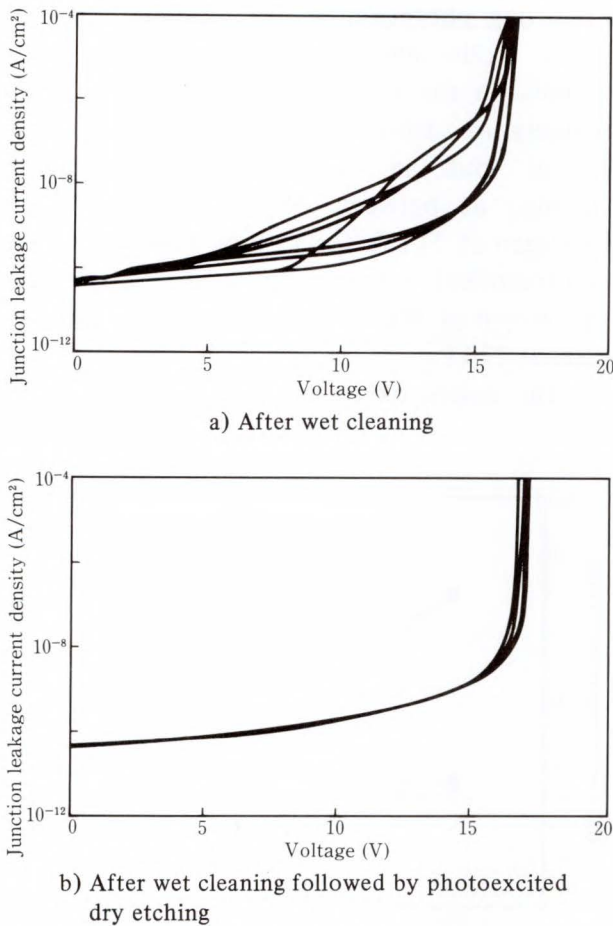 Junction leakage current density (A/cm²)
10⁻⁴
10⁻⁸
10⁻¹²
0 5 10 15 20
Voltage (V)
a) After wet cleaning
Junction leakage current density (A/cm²)
10⁻⁴
10⁻⁸
10⁻¹²
0 5 10 15 20
Voltage (V)
b) After wet cleaning followed by photoexcited
dry etching